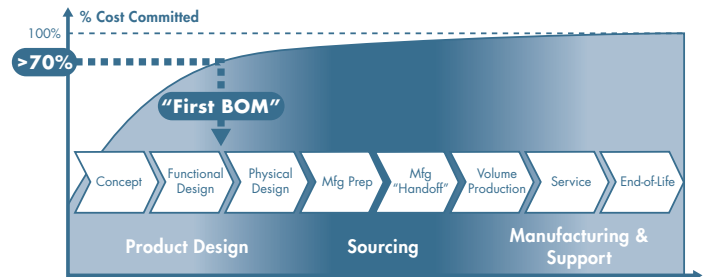 % Cost Committed
100%
>70%
“First BOM”
Concept
Functional
Design
Physical
Design
Mfg Prep
Mfg
“Handoff”
Volume
Production
Service
End-of-Life
Product Design
Sourcing
Manufacturing &
Support